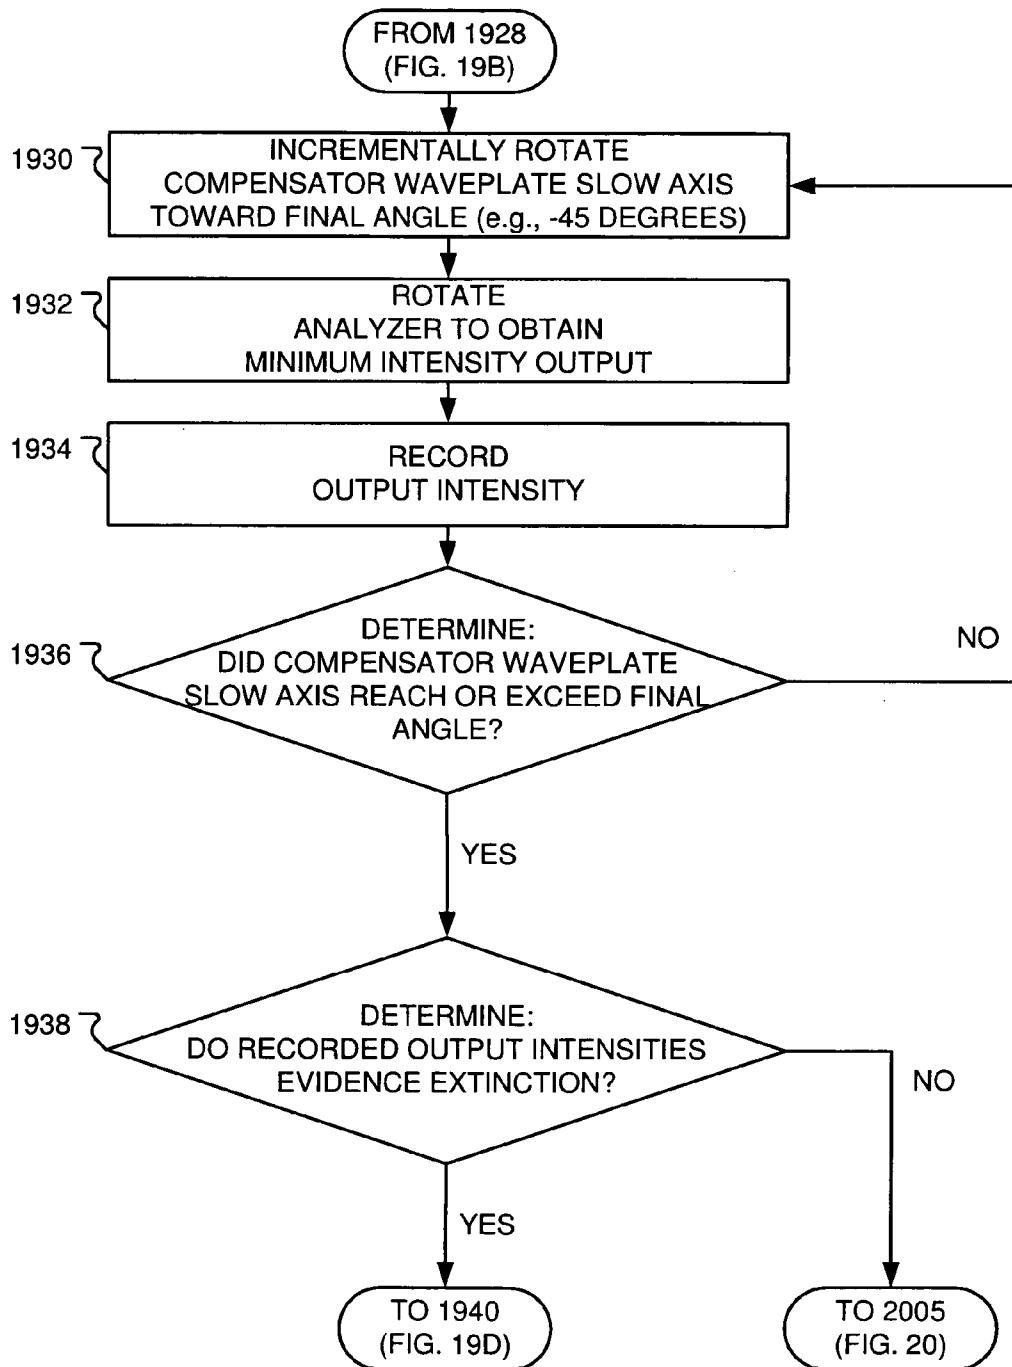 FROM 1928
(FIG. 19B)
1930
INCREMENTALLY ROTATE
COMPENSATOR WAVEPLATE SLOW AXIS
TOWARD FINAL ANGLE (e.g., -45 DEGREES)
1932
ROTATE
ANALYZER TO OBTAIN
MINIMUM INTENSITY OUTPUT
1934
RECORD
OUTPUT INTENSITY
1936
DETERMINE:
DID COMPENSATOR WAVEPLATE
SLOW AXIS REACH OR EXCEED FINAL
ANGLE?
NO
YES
1938
DETERMINE:
DO RECORDED OUTPUT INTENSITIES
EVIDENCE EXTINCTION?
NO
YES
TO 1940
(FIG. 19D)
TO 2005
(FIG. 20)